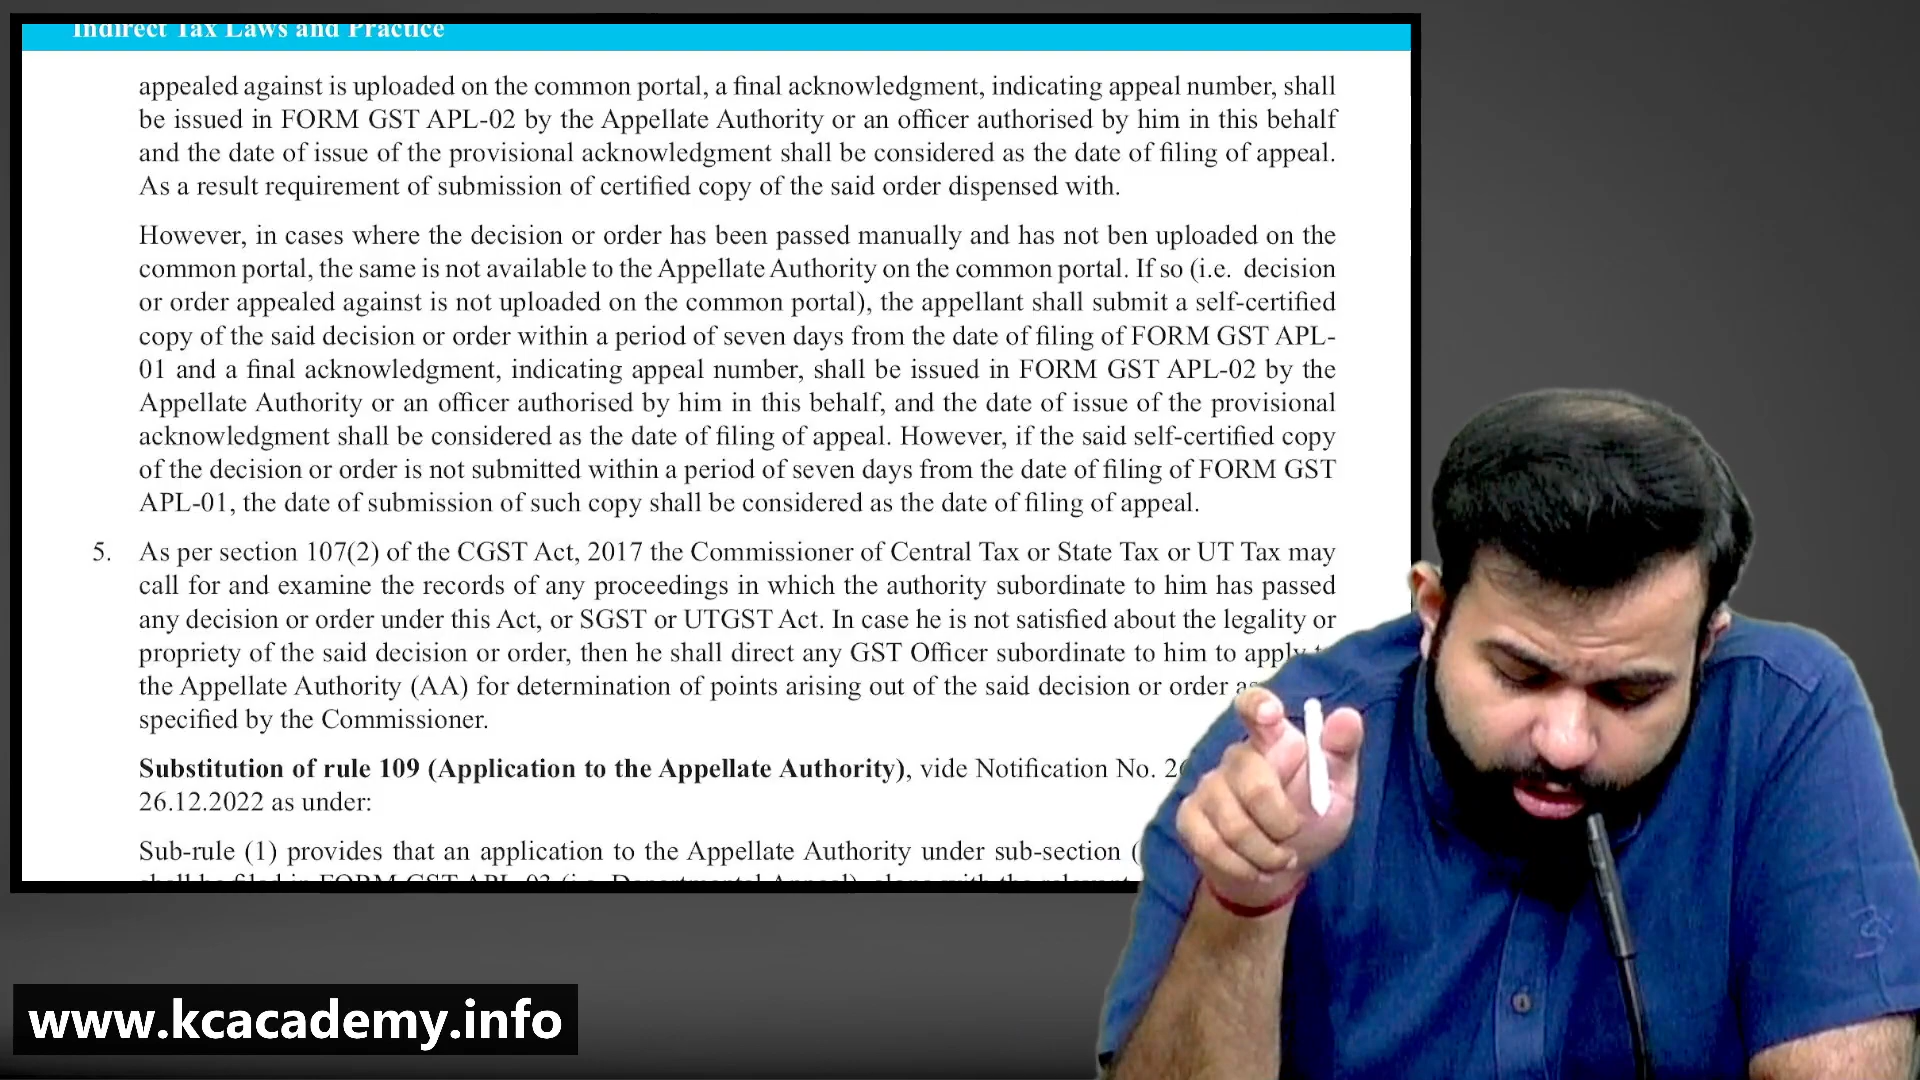 Indirect Tax Laws and Practice
appealed against is uploaded on the common portal, a final acknowledgment, indicating appeal number, shall
be issued in FORM GST APL-02 by the Appellate Authority or an officer authorised by him in this behalf
and the date of issue of the provisional acknowledgment shall be considered as the date of filing of appeal.
As a result requirement of submission of certified copy of the said order dispensed with.
However, in cases where the decision or order has been passed manually and has not ben uploaded on the
common portal, the same is not available to the Appellate Authority on the common portal. If so (i.e. decision
or order appealed against is not uploaded on the common portal), the appellant shall submit a self-certified
copy of the said decision or order within a period of seven days from the date of filing of FORM GST APL-
01 and a final acknowledgment, indicating appeal number, shall be issued in FORM GST APL-02 by the
Appellate Authority or an officer authorised by him in this behalf, and the date of issue of the provisional
acknowledgment shall be considered as the date of filing of appeal. However, if the said self-certified copy
of the decision or order is not submitted within a period of seven days from the date of filing of FORM GST
APL-01, the date of submission of such copy shall be considered as the date of filing of appeal.
5. As per section 107(2) of the CGST Act, 2017 the Commissioner of Central Tax or State Tax or UT Tax may
call for and examine the records of any proceedings in which the authority subordinate to him has passed
any decision or order under this Act, or SGST or UTGST Act. In case he is not satisfied about the legality or
propriety of the said decision or order, then he shall direct any GST Officer subordinate to him to apply
the Appellate Authority (AA) for determination of points arising out of the said decision or order
specified by the Commissioner.
Substitution of rule 109 (Application to the Appellate Authority), vide Notification No.
26.12.2022 as under:
Sub-rule (1) provides that an application to the Appellate Authority under sub-section (
shall be filed in FORM GST APL-03 (i.e. Departmental Appeal), along with the relevant
www.kcacademy.info